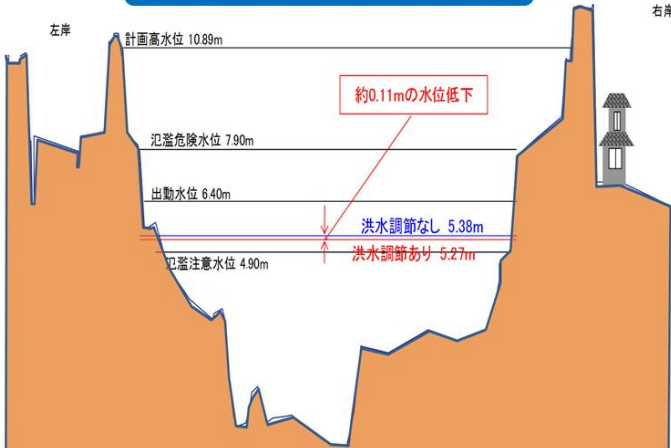 左岸
右岸
計画高水位 10.89m
約0.11mの水位低下
氾濫危険水位 7.90m
出動水位 6.40m
洪水調節なし 5.38m
洪水調節あり 5.27m
氾濫注意水位 4.90m